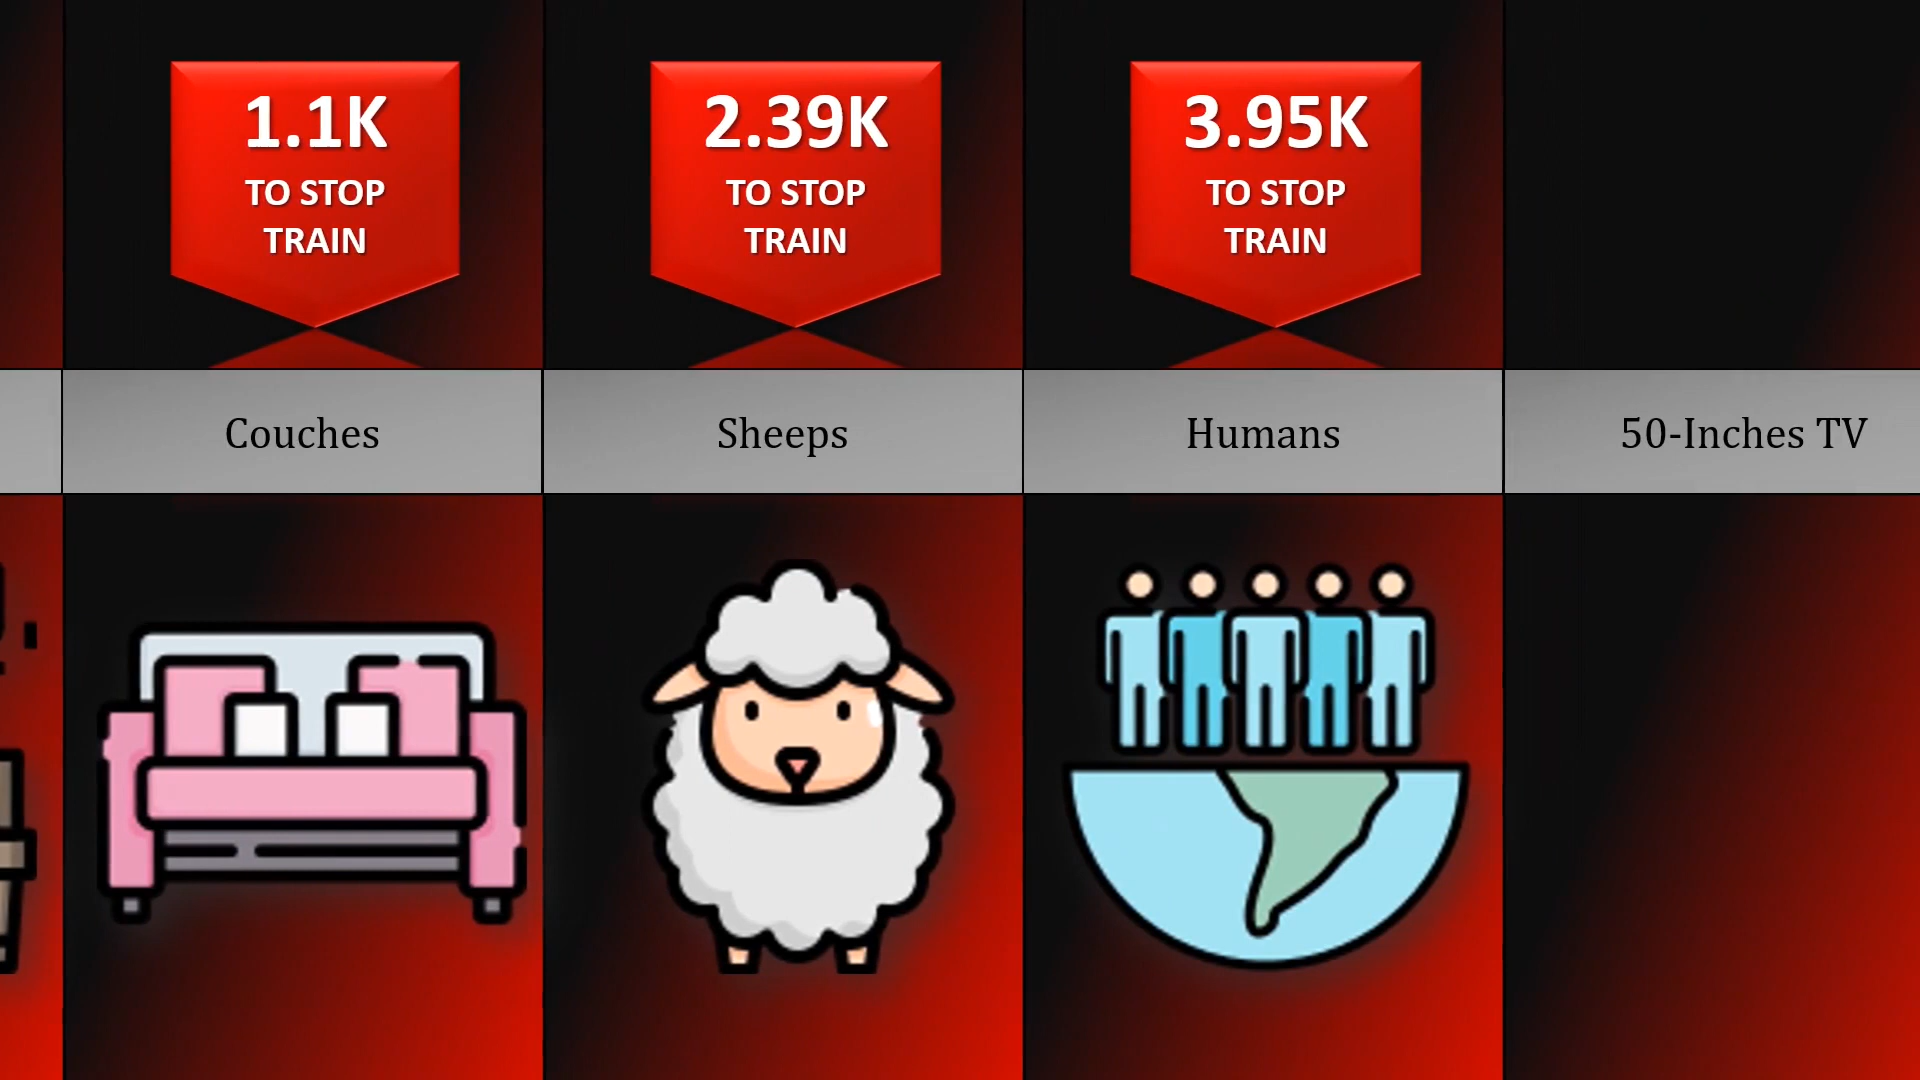 1.1K
TO STOP
TRAIN
2.39K
TO STOP
TRAIN
3.95K
TO STOP
TRAIN
Couches
Sheeps
Humans
50-Inches TV